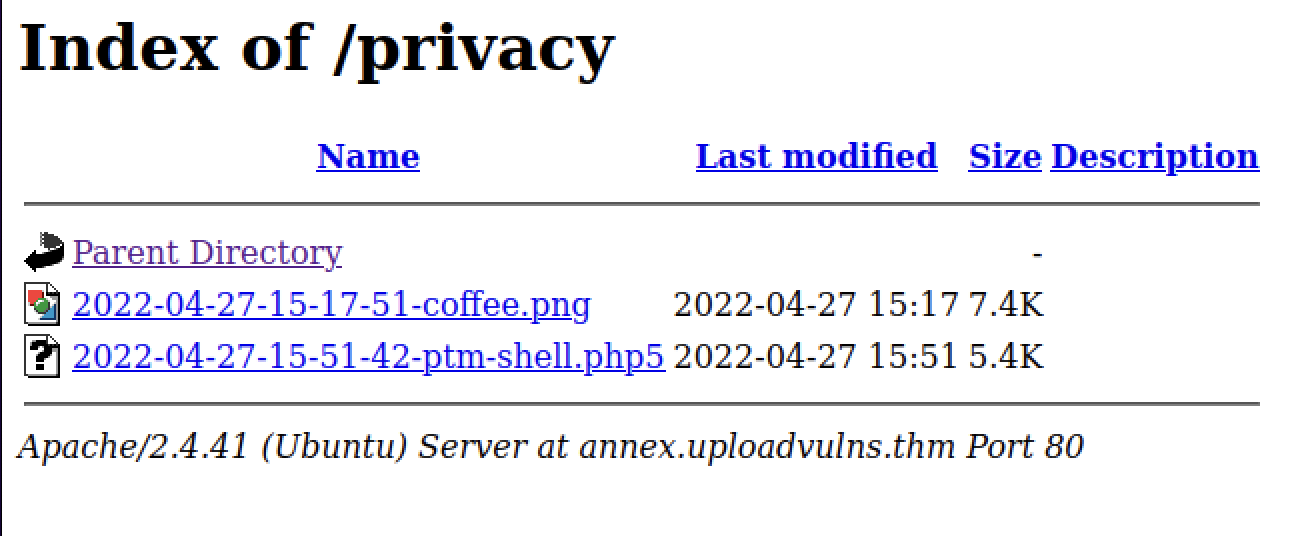 Index of /privacy
Name Last modified Size Description
Parent Directory -
2022-04-27-15-17-51-coffee.png 2022-04-27 15:17 7.4K
2022-04-27-15-51-42-ptm-shell.php5 2022-04-27 15:51 5.4K
Apache/2.4.41 (Ubuntu) Server at annex.uploadvulns.thm Port 80